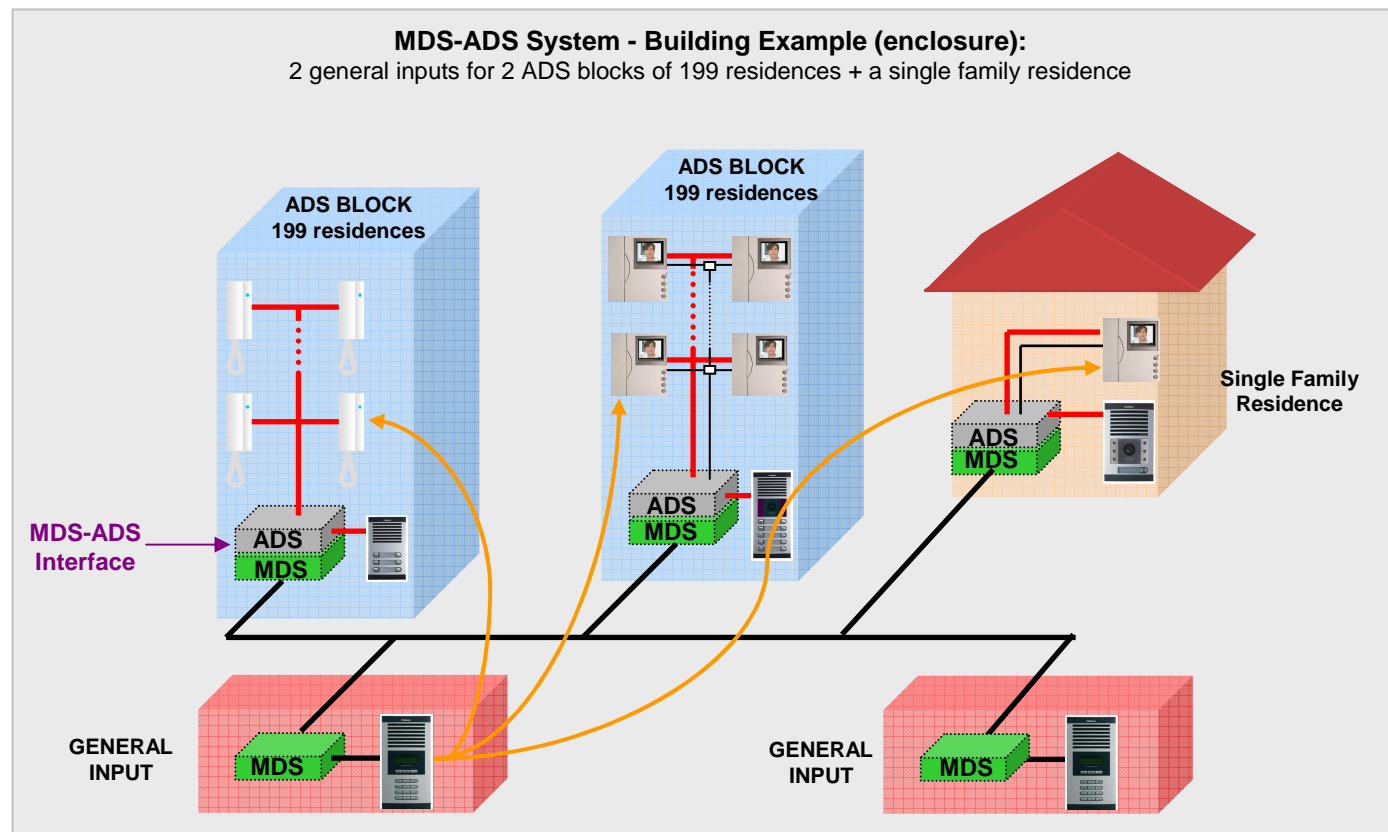 MDS-ADS System - Building Example (enclosure):
2 general inputs for 2 ADS blocks of 199 residences + a single family residence
ADS BLOCK
199 residences
ADS BLOCK
199 residences
Single Family
Residence
MDS-ADS
Interface
ADS
MDS
ADS
MDS
ADS
MDS
GENERAL
INPUT
MDS
GENERAL
INPUT
MDS